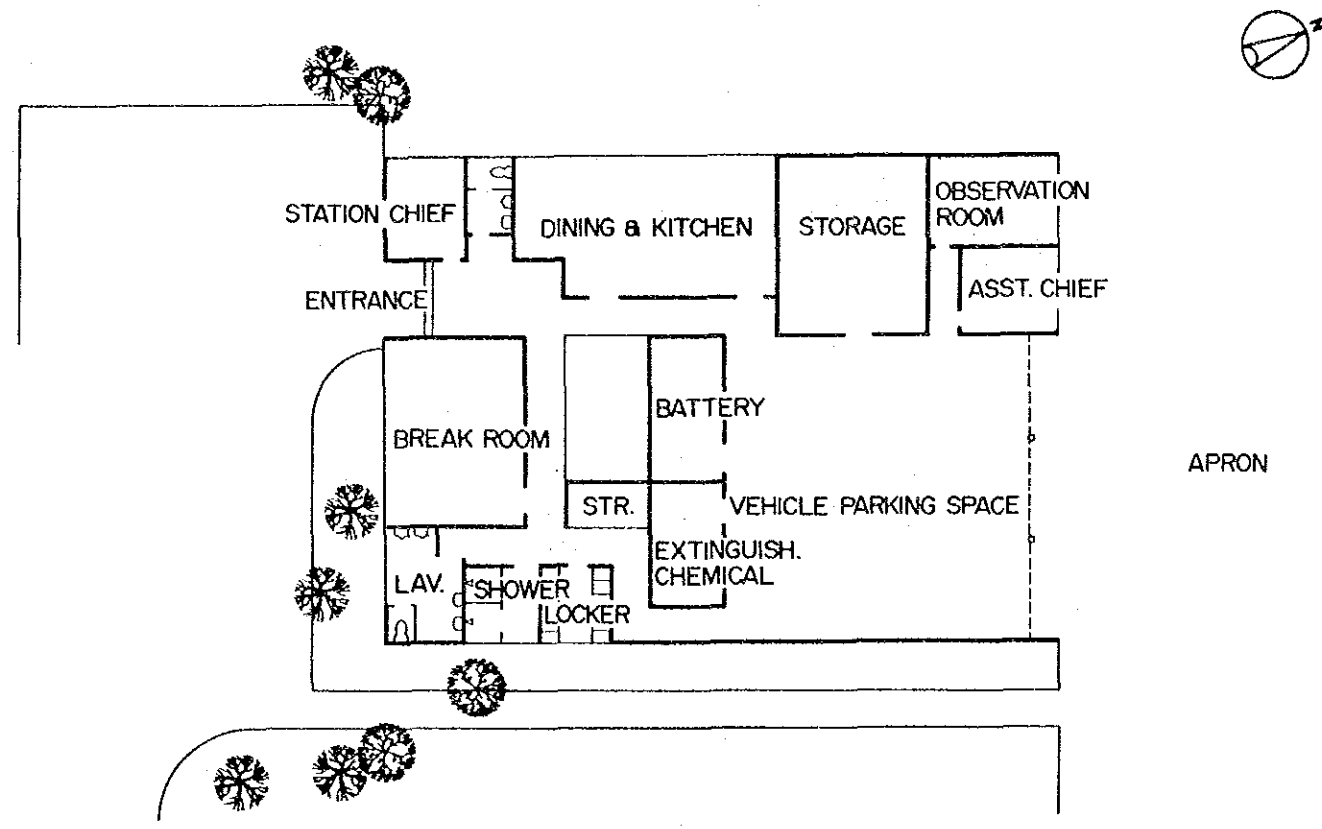 N
STATION CHIEF
DINING & KITCHEN
STORAGE
OBSERVATION
ROOM
ASST. CHIEF
ENTRANCE
BREAK ROOM
BATTERY
APRON
STR.
VEHICLE PARKING SPACE
EXTINGUISH.
CHEMICAL
LAV.
SHOWER
LOCKER